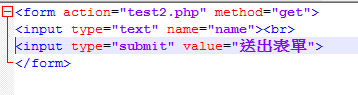 <form action="test2.php" method="get">
<input type="text" name="name"><br>
<input type="submit" value="送出表單">
</form>